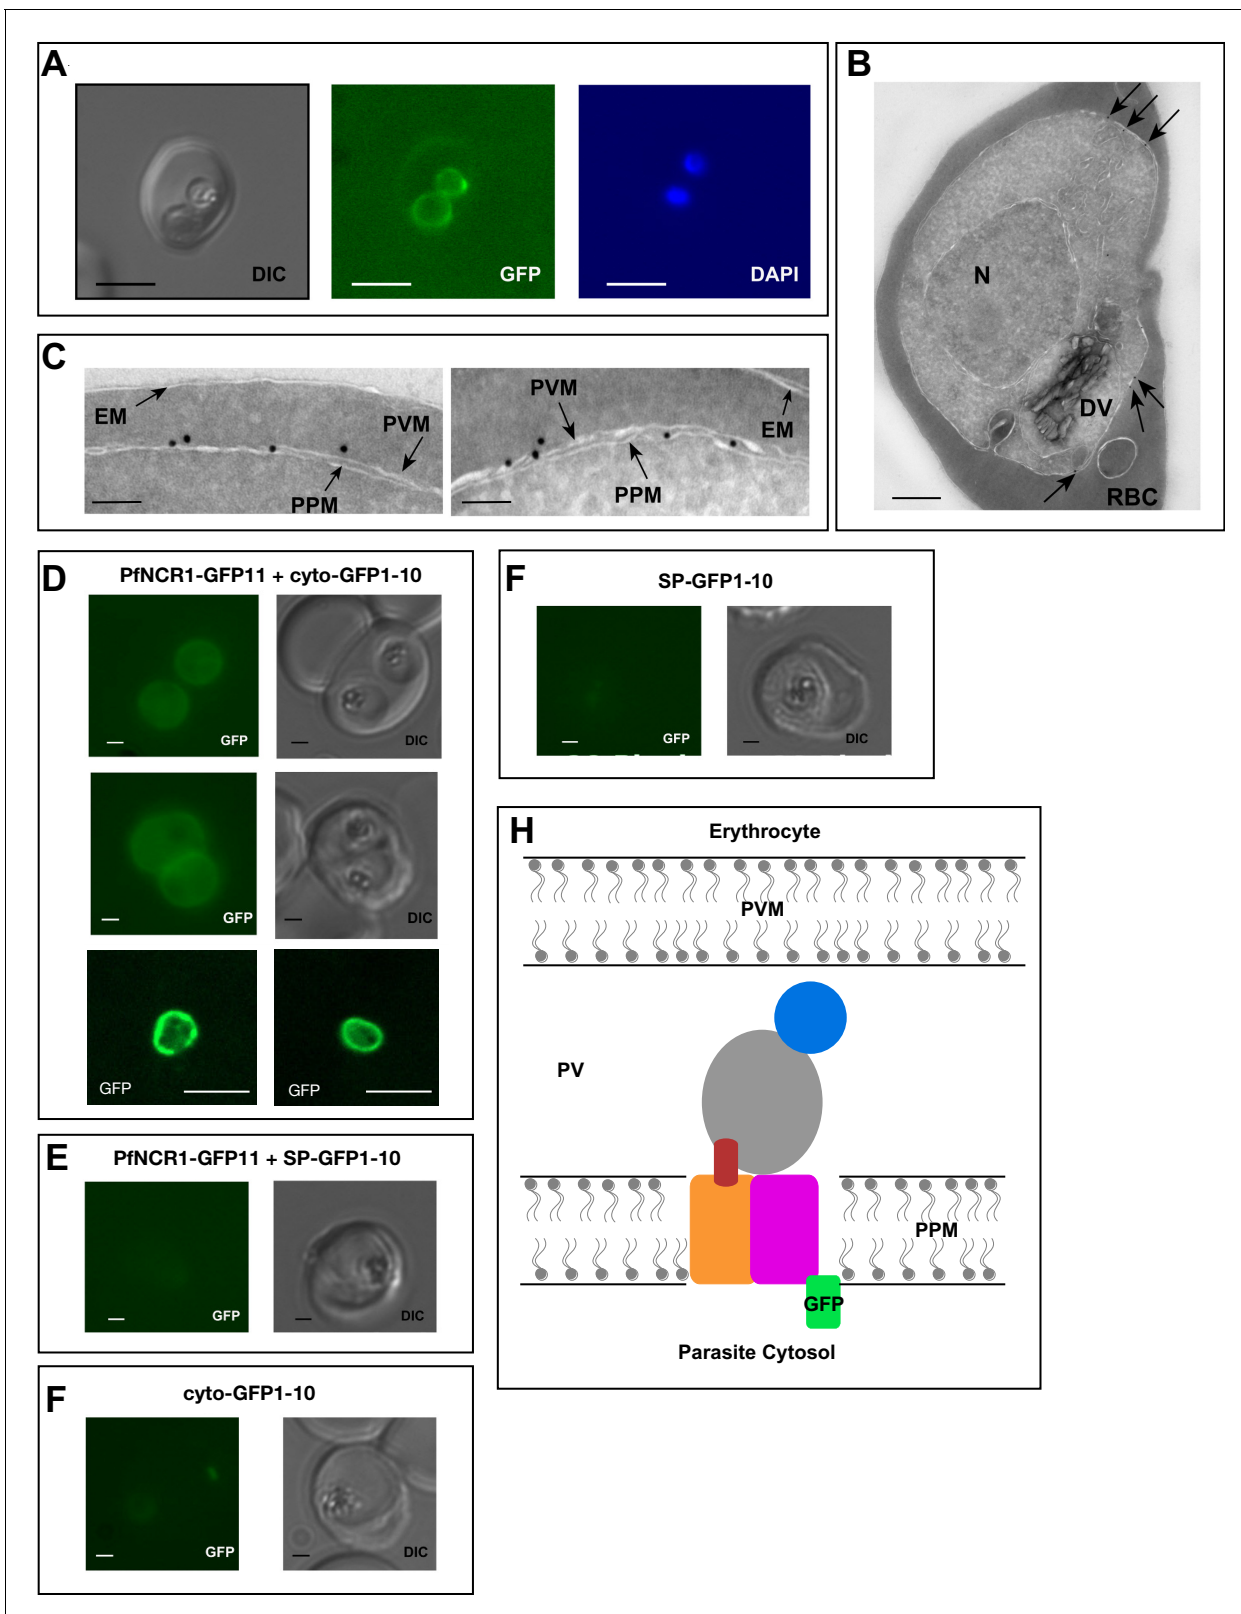 A
DIC
GFP
DAPI
B
N
DV
RBC
C
EM
PVM
PPM
PVM
EM
PPM
D
PfNCR1-GFP11 + cyto-GFP1-10
GFP
DIC
GFP
DIC
GFP
GFP
E
PfNCR1-GFP11 + SP-GFP1-10
GFP
DIC
F
cyto-GFP1-10
GFP
DIC
F
SP-GFP1-10
GFP
DIC
H
Erythrocyte
PVM
PV
PPM
GFP
Parasite Cytosol